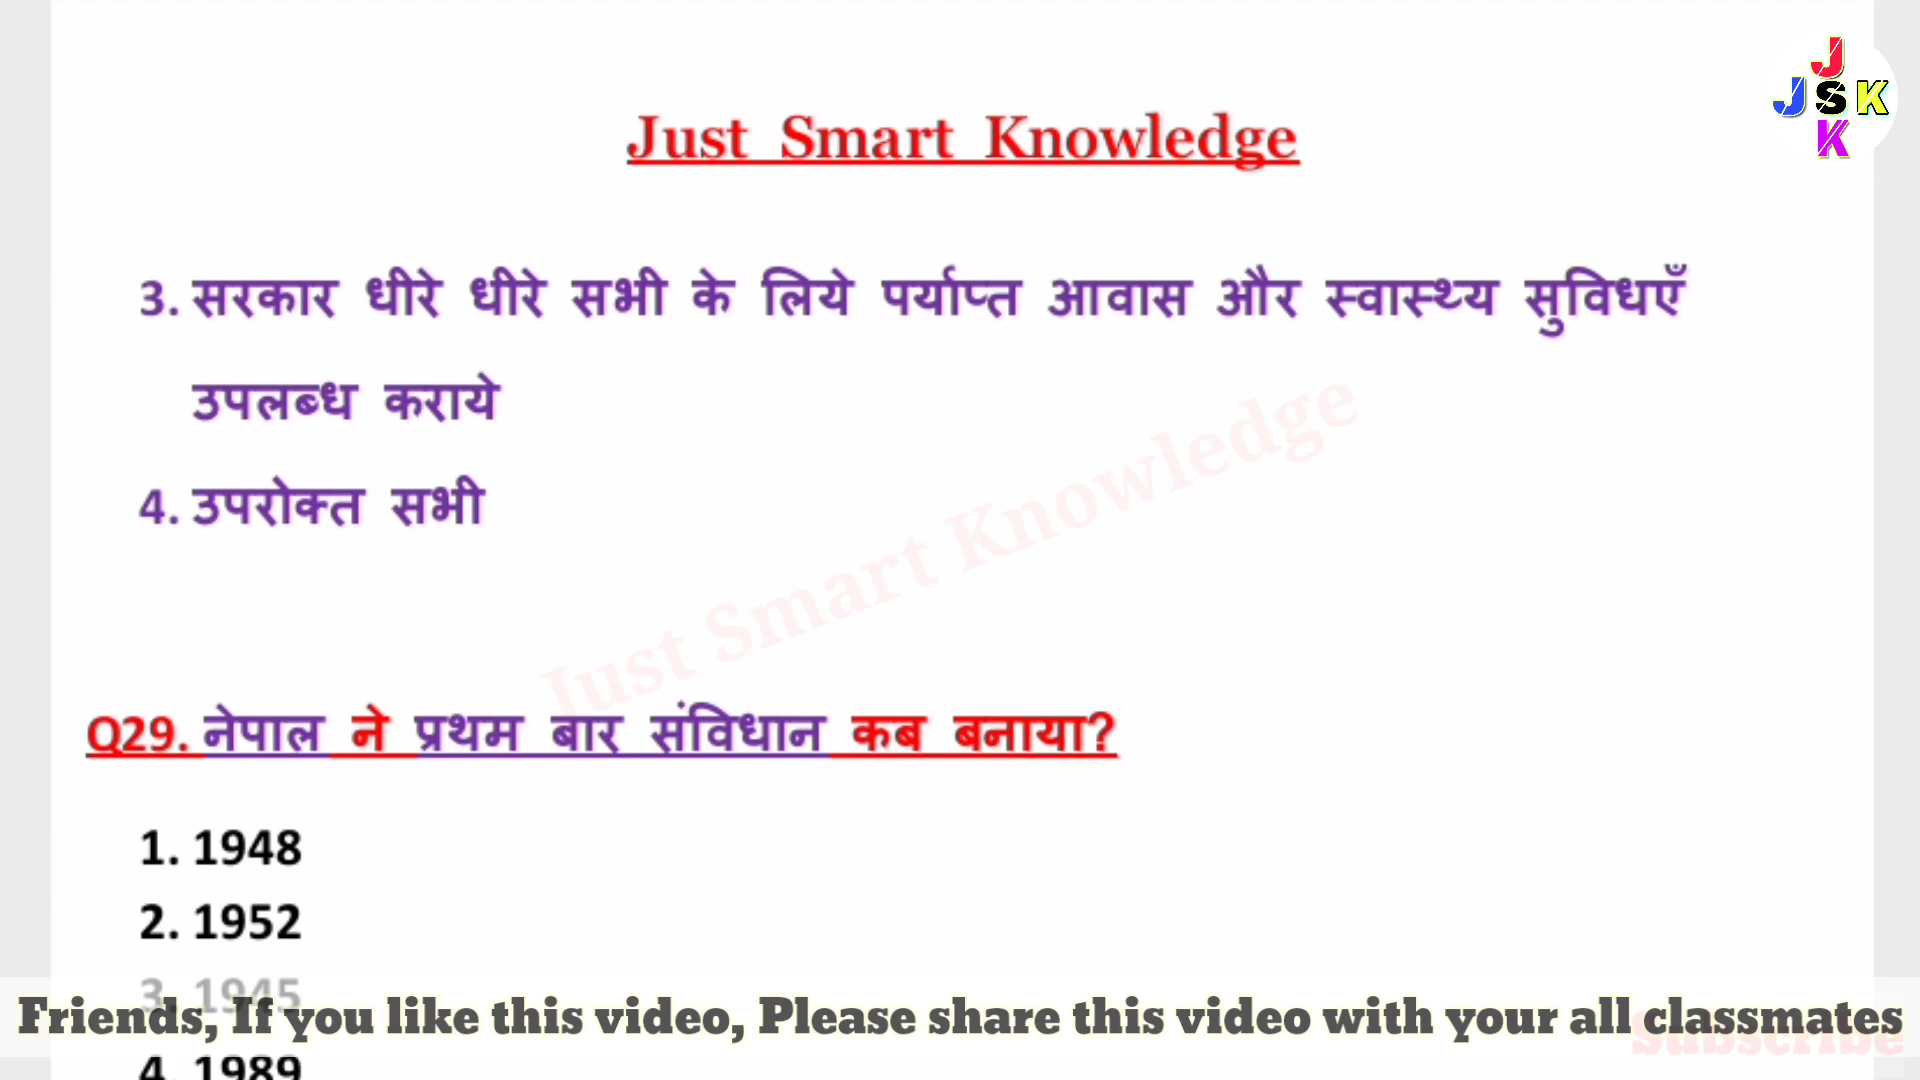 Just Smart Knowledge
J
J S K
K
3. सरकार धीरे धीरे सभी के लिये पर्याप्त आवास और स्वास्थ्य सुविधएँ
उपलब्ध कराये
4. उपरोक्त सभी
Just Smart Knowledge
Q29. नेपाल ने प्रथम बार संविधान कब बनाया?
1. 1948
2. 1952
3. 1945
Friends, If you like this video, Please share this video with your all classmates
Subscribe
4. 1989